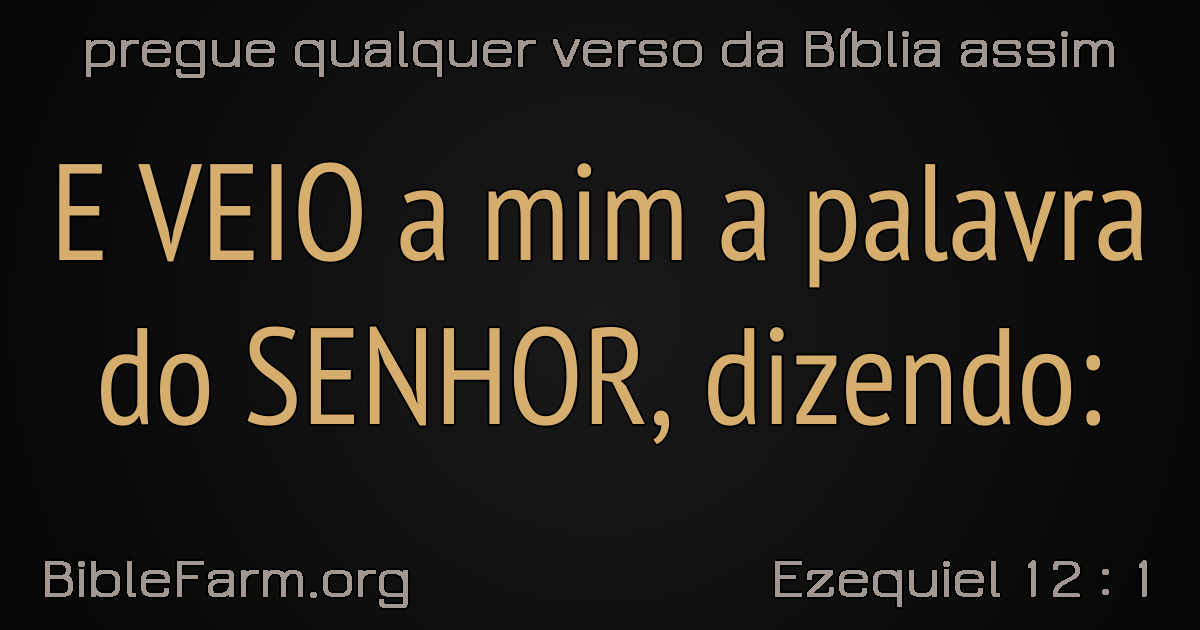 pregue qualquer verso da Bíblia assim
E VEIO a mim a palavra
do SENHOR, dizendo:
BibleFarm.org
Ezequiel 12 : 1